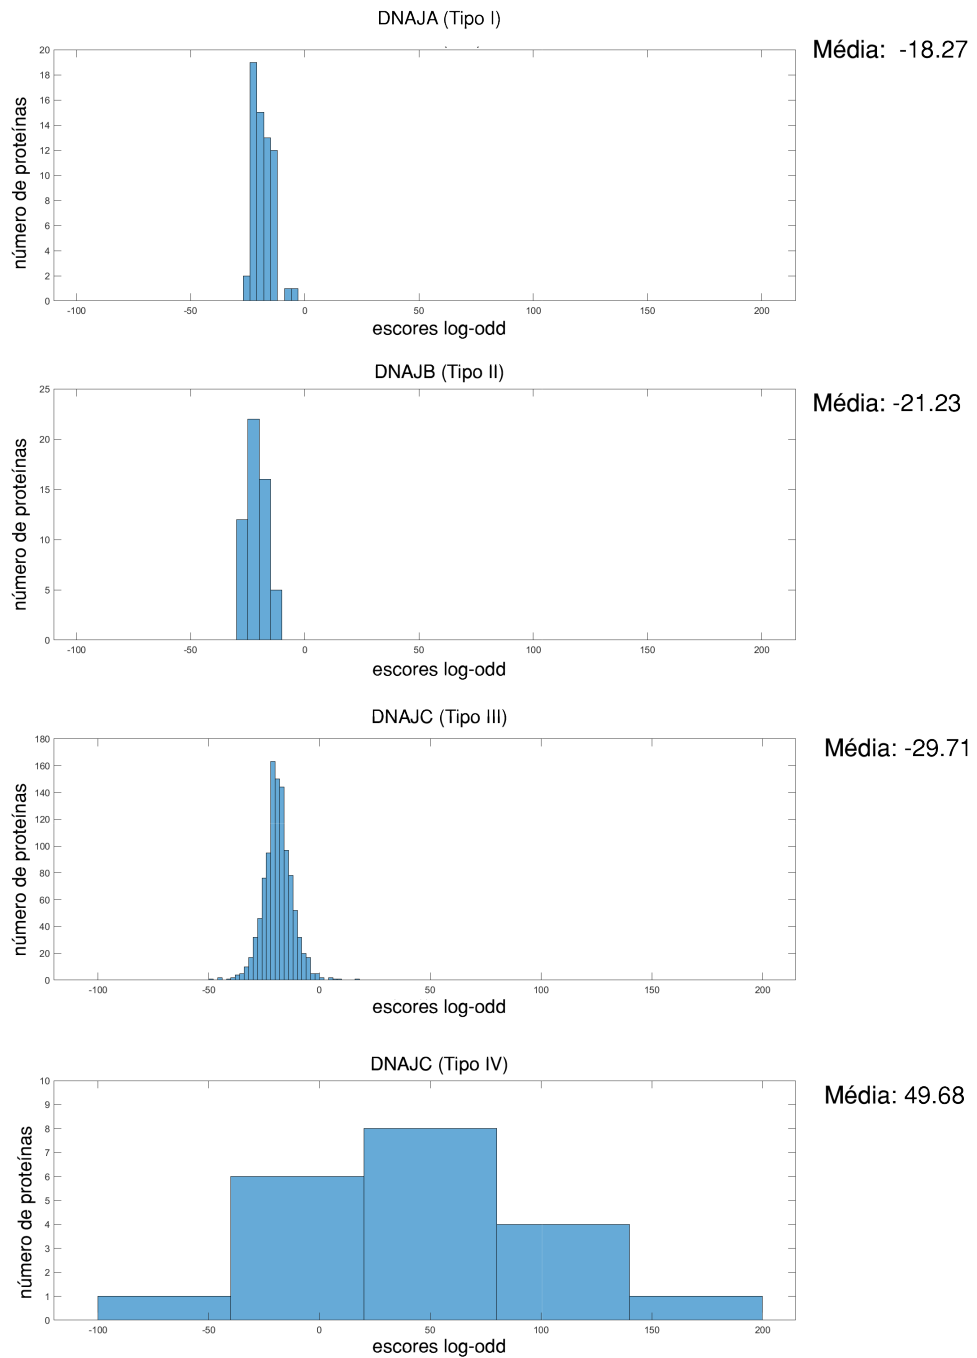 DNAJA (Tipo I)
Média: -18.27
número de proteínas
20
18
16
14
12
10
8
6
4
2
0
-100 -50 0 50 100 150 200
escores log-odd
DNAJB (Tipo II)
Média: -21.23
número de proteínas
25
20
15
10
5
0
-100 -50 0 50 100 150 200
escores log-odd
DNAJC (Tipo III)
Média: -29.71
número de proteínas
180
160
140
120
100
80
60
40
20
0
-100 -50 0 50 100 150 200
escores log-odd
DNAJC (Tipo IV)
Média: 49.68
número de proteínas
10
9
8
7
6
5
4
3
2
1
0
-100 -50 0 50 100 150 200
escores log-odd